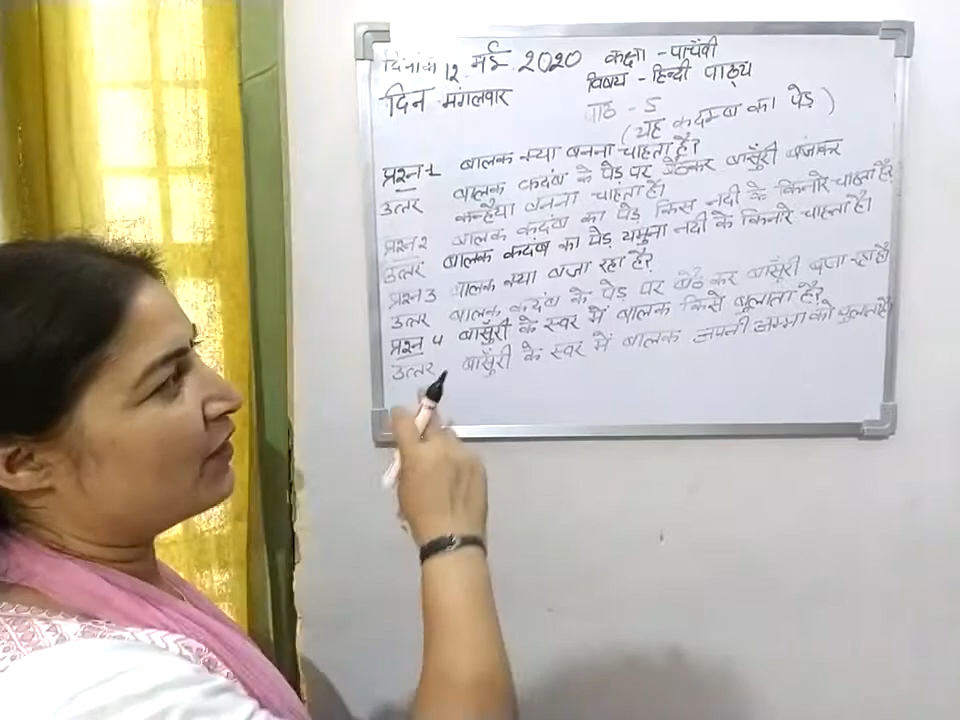 दिनांक 12 मई 2020 कक्षा - पाचँवी
दिन मंगलवार विषय - हिन्दी पाठ्य
पाठ - 5
(यह कदम्ब का पेड़)
प्रश्न 1 बालक क्या बनना चाहता है?
उत्तर बालक कदंब के पेड़ पर बैठकर बासुँरी बजाकर
कन्हैया बनना चाहता है।
प्रश्न 2 बालक कदंब का पेड़ किस नदी के किनारे चाहता है?
उत्तर बालक कदंब का पेड़ यमुना नदी के किनारे चाहता है।
प्रश्न 3 बालक क्या बजा रहा है?
उत्तर बालक कदंब के पेड़ पर बैठ कर बासुँरी बजा रहा है
प्रश्न 4 बासुँरी के स्वर में बालक किसे बुलाता है?
उत्तर बासुँरी के स्वर में बालक अपनी अम्मा को बुलाता है